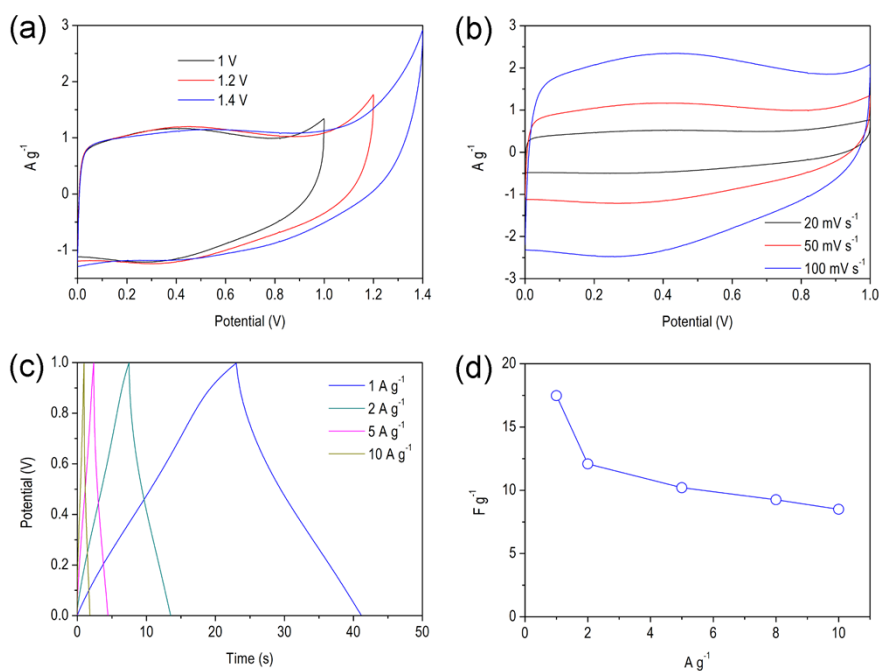 (a)
3
2
1
0
-1
A g⁻¹
1 V
1.2 V
1.4 V
0.0 0.2 0.4 0.6 0.8 1.0 1.2 1.4
Potential (V)
(b)
3
2
1
0
-1
-2
-3
A g⁻¹
20 mV s⁻¹
50 mV s⁻¹
100 mV s⁻¹
0.0 0.2 0.4 0.6 0.8 1.0
Potential (V)
(c)
1.0
0.8
0.6
0.4
0.2
0.0
Potential (V)
1 A g⁻¹
2 A g⁻¹
5 A g⁻¹
10 A g⁻¹
0 10 20 30 40 50
Time (s)
(d)
20
15
10
5
0
F g⁻¹
0 2 4 6 8 10
A g⁻¹